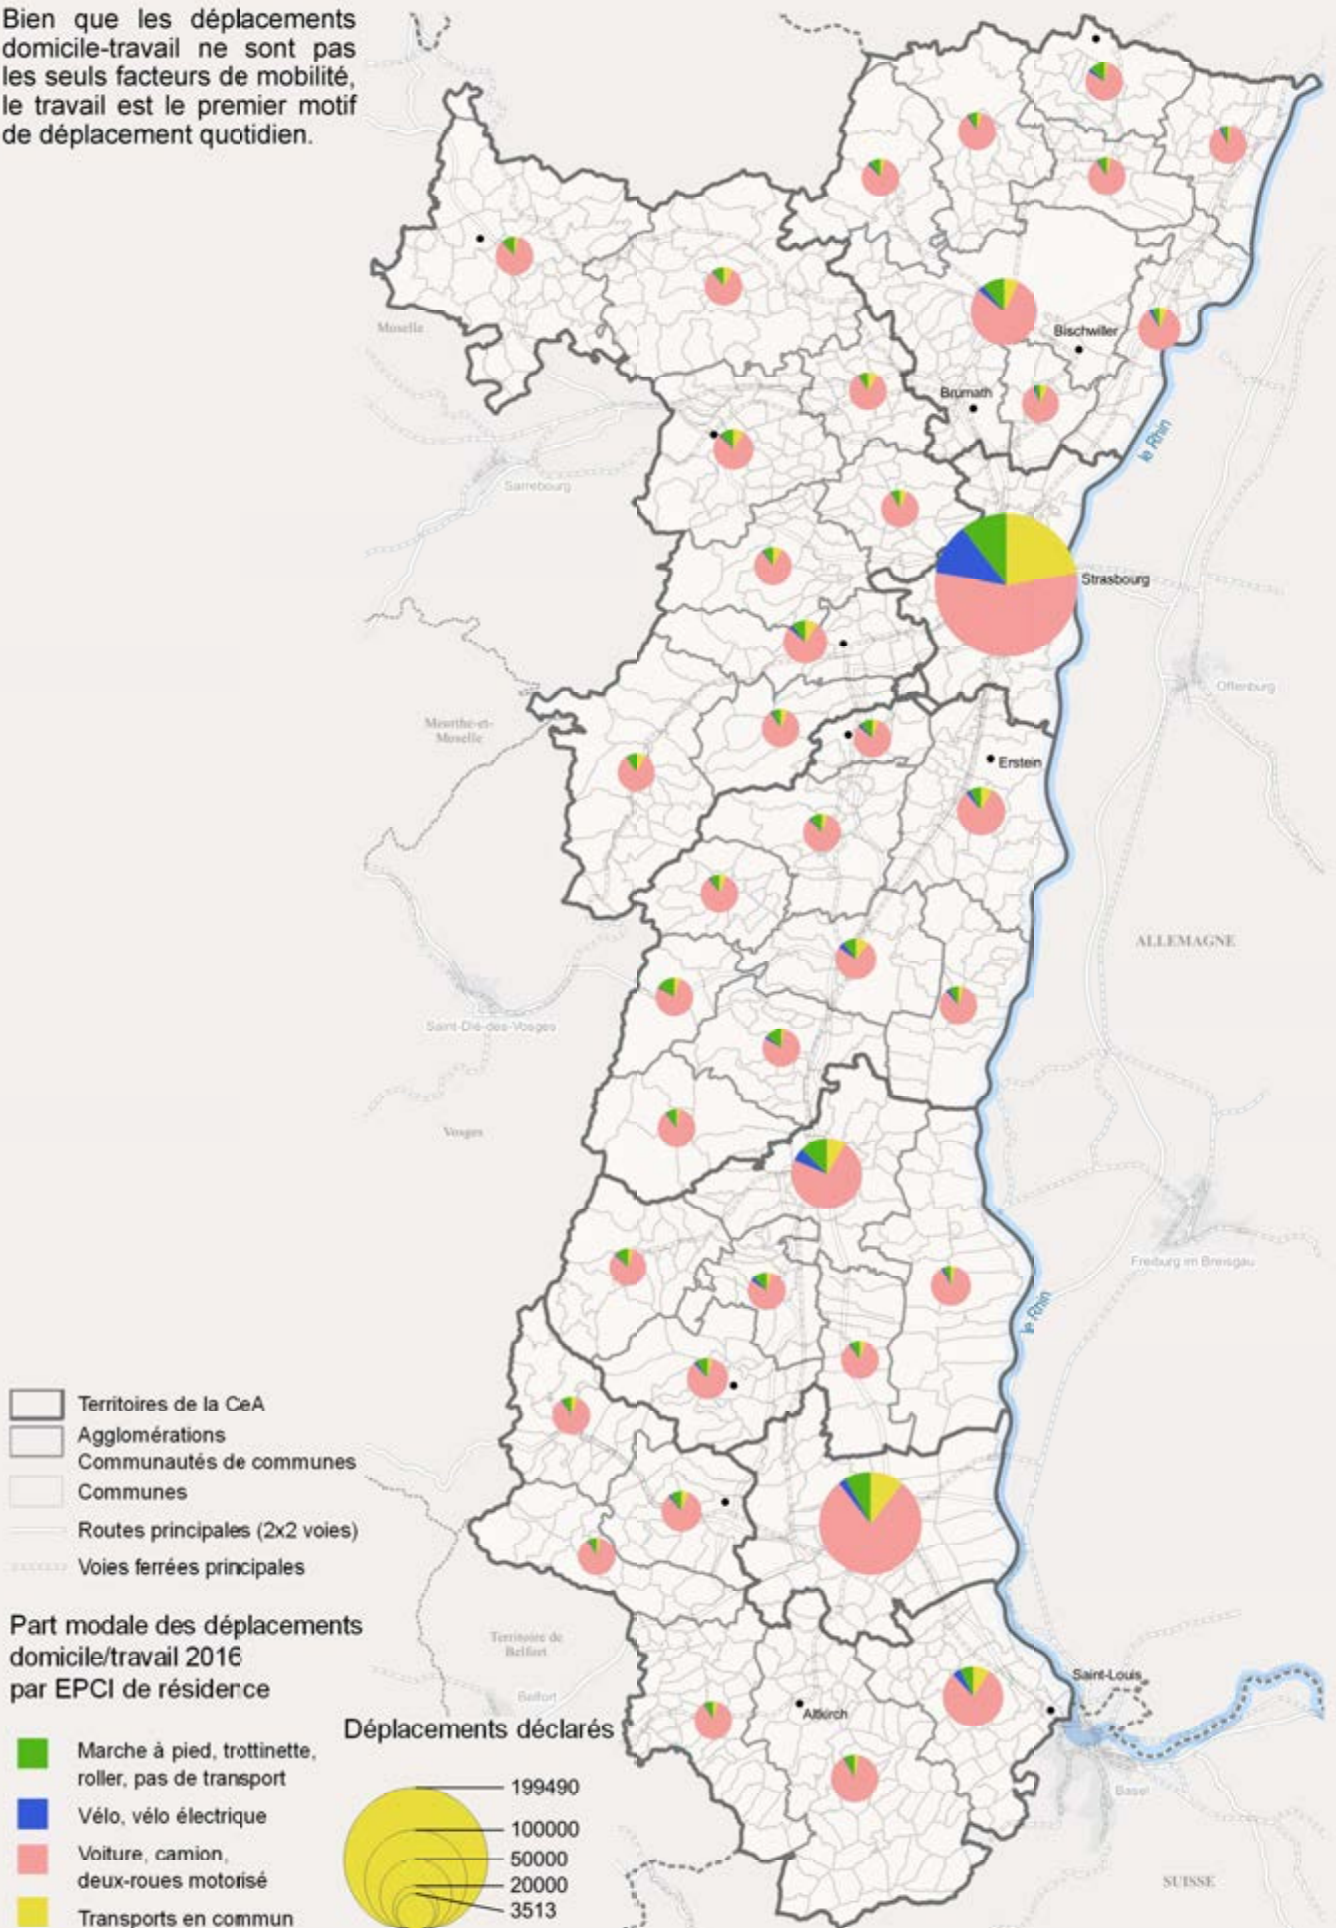 Bien que les déplacements
domicile-travail ne sont pas
les seuls facteurs de mobilité,
le travail est le premier motif
de déplacement quotidien.
Moselle
Bischwiller
Brumath
le Rhin
Sarrebourg
Strasbourg
Offenburg
Meurthe-et-
Moselle
Erstein
ALLEMAGNE
Saint-Dié-des-Vosges
Vosges
Freiburg im Breisgau
le Rhin
Territoires de la CeA
Agglomérations
Communautés de communes
Communes
Routes principales (2x2 voies)
Voies ferrées principales
Part modale des déplacements
domicile/travail 2016
par EPCI de résidence
Marche à pied, trottinette,
roller, pas de transport
Vélo, vélo électrique
Voiture, camion,
deux-roues motorisé
Transports en commun
Territoire de
Belfort
Belfort
Déplacements déclarés
199490
100000
50000
20000
3513
Altkirch
Saint-Louis
Basel
SUISSE